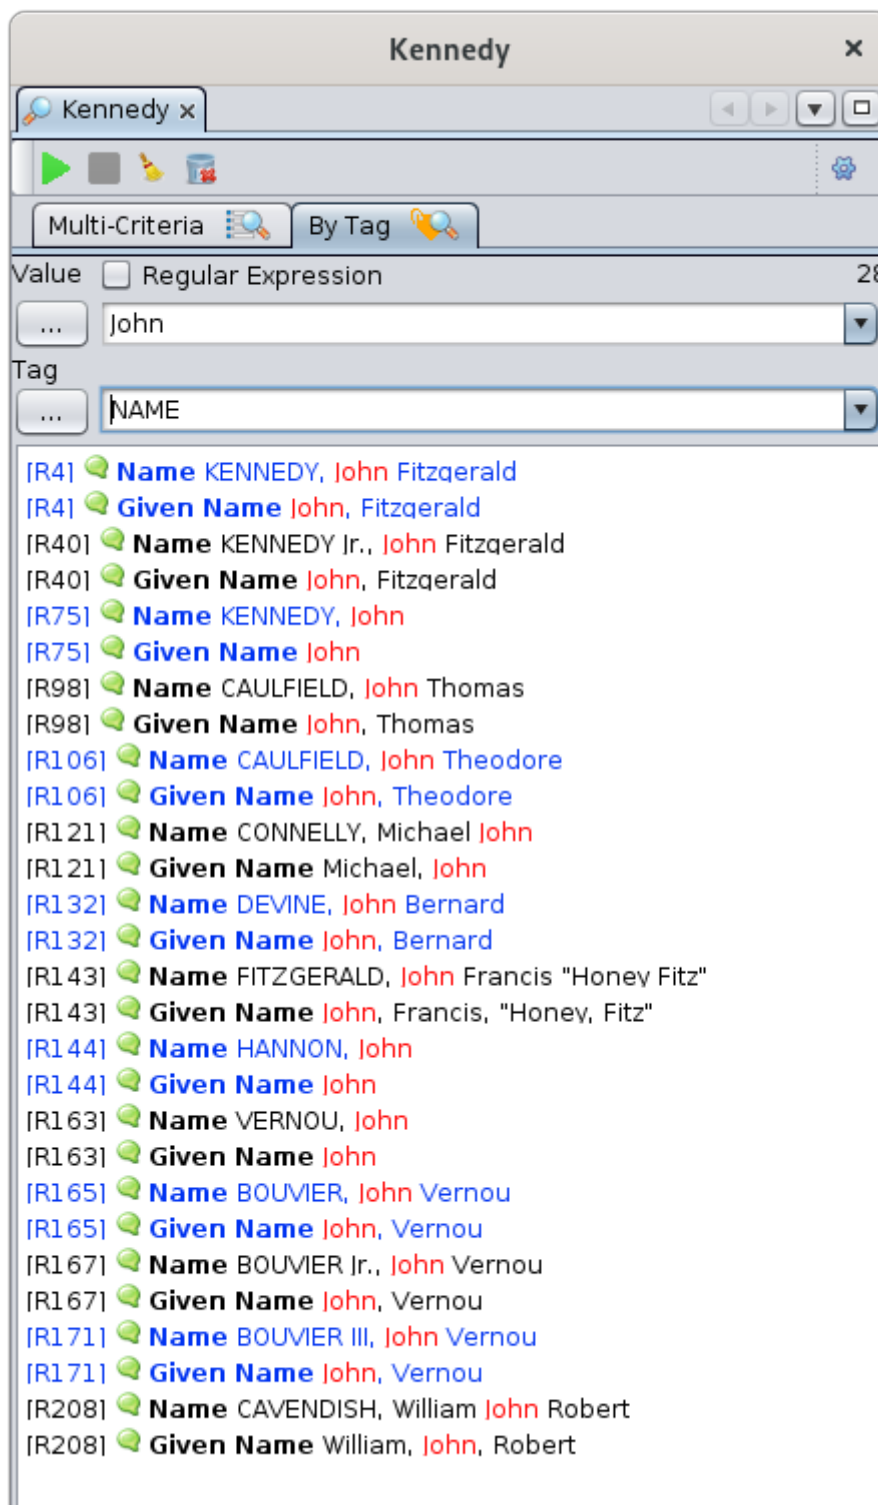 Kennedy
Kennedy
Multi-Criteria By Tag
Value Regular Expression 28
... John
Tag
... NAME
[R4] Name KENNEDY, John Fitzgerald
[R4] Given Name John, Fitzgerald
[R40] Name KENNEDY Jr., John Fitzgerald
[R40] Given Name John, Fitzgerald
[R75] Name KENNEDY, John
[R75] Given Name John
[R98] Name CAULFIELD, John Thomas
[R98] Given Name John, Thomas
[R106] Name CAULFIELD, John Theodore
[R106] Given Name John, Theodore
[R121] Name CONNELLY, Michael John
[R121] Given Name Michael, John
[R132] Name DEVINE, John Bernard
[R132] Given Name John, Bernard
[R143] Name FITZGERALD, John Francis "Honey Fitz"
[R143] Given Name John, Francis, "Honey, Fitz"
[R144] Name HANNON, John
[R144] Given Name John
[R163] Name VERNOU, John
[R163] Given Name John
[R165] Name BOUVIER, John Vernou
[R165] Given Name John, Vernou
[R167] Name BOUVIER Jr., John Vernou
[R167] Given Name John, Vernou
[R171] Name BOUVIER III, John Vernou
[R171] Given Name John, Vernou
[R208] Name CAVENDISH, William John Robert
[R208] Given Name William, John, Robert